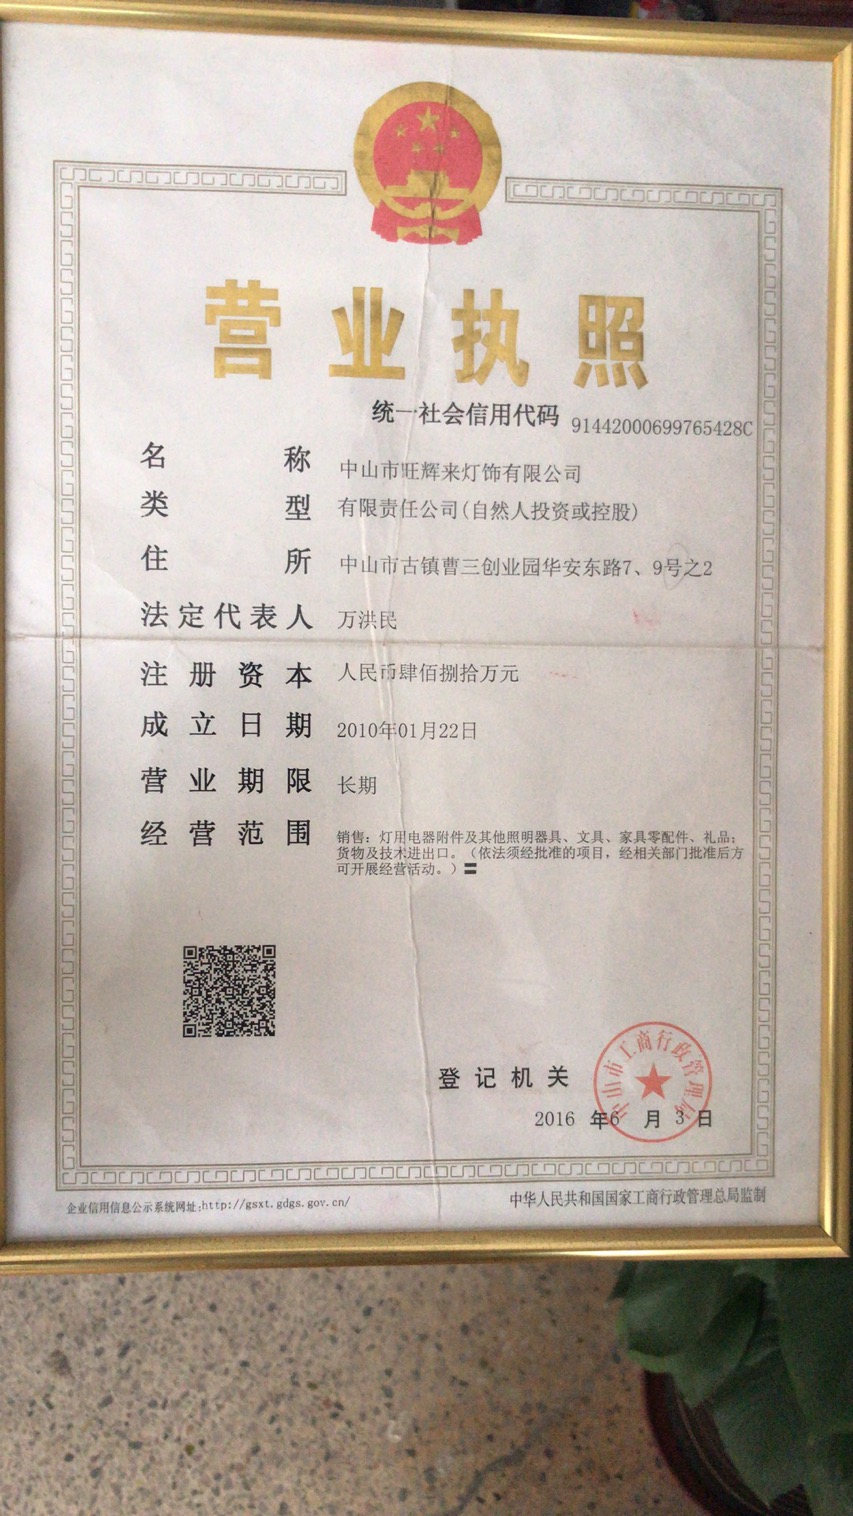 营业执照
统一社会信用代码 91442000699765428C
名称 中山市旺辉来灯饰有限公司
类型 有限责任公司(自然人投资或控股)
住所 中山市古镇曹三创业园华安东路7、9号之2
法定代表人 万洪民
注册资本 人民币肆佰捌拾万元
成立日期 2010年01月22日
营业期限 长期
经营范围 销售：灯用电器附件及其他照明器具、文具、家具零配件、礼品；
货物及技术进出口。（依法须经批准的项目，经相关部门批准后方
可开展经营活动。）〓
登记机关
中山市工商行政管理局
2016 年6 月 3 日
企业信用信息公示系统网址:http://gsxt.gdgs.gov.cn/
中华人民共和国国家工商行政管理总局监制